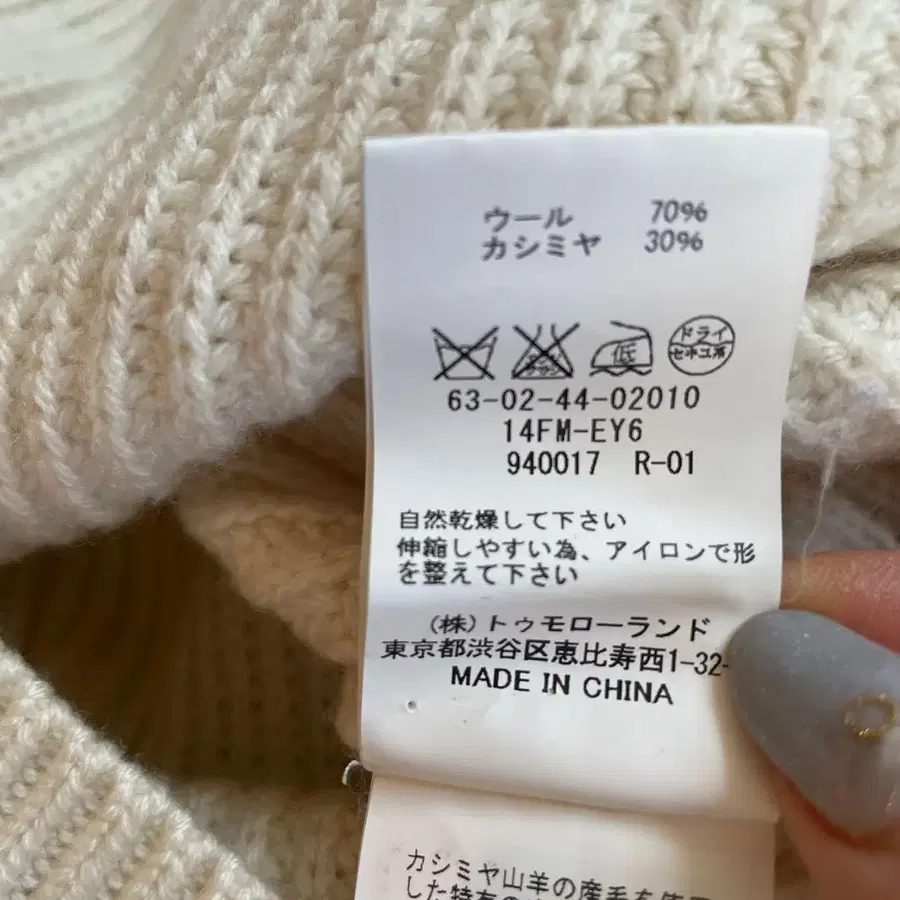 ウール 70%
カシミヤ 30%
低
ドライ
セキユ系
63-02-44-02010
14FM-EY6
940017 R-01
自然乾燥して下さい
伸縮しやすい為、アイロンで形
を整えて下さい
(株)トゥモローランド
東京都渋谷区恵比寿西1-32-
MADE IN CHINA
カシミヤ山羊の産毛を使
した特有の